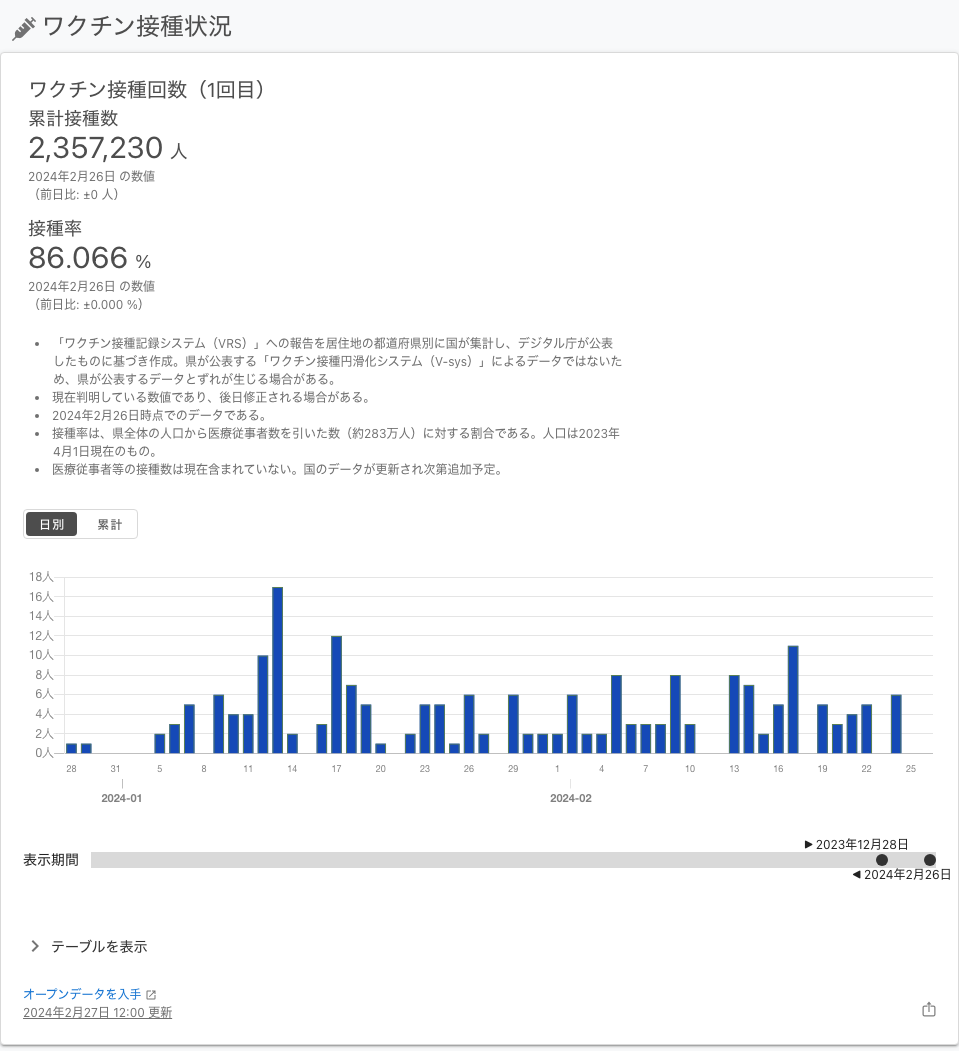 ワクチン接種状況
ワクチン接種回数（1回目）
累計接種数
2,357,230 人
2024年2月26日 の数値
（前日比: ±0 人）
接種率
86.066 %
2024年2月26日 の数値
（前日比: ±0.000 %）
「ワクチン接種記録システム（VRS）」への報告を居住地の都道府県別に国が集計し、デジタル庁が公表
したものに基づき作成。県が公表する「ワクチン接種円滑化システム（V-sys）」によるデータではないた
め、県が公表するデータとずれが生じる場合がある。
現在判明している数値であり、後日修正される場合がある。
2024年2月26日時点でのデータである。
接種率は、県全体の人口から医療従事者数を引いた数（約283万人）に対する割合である。人口は2023年
4月1日現在のもの。
医療従事者等の接種数は現在含まれていない。国のデータが更新され次第追加予定。
日別 累計
18人
16人
14人
12人
10人
8人
6人
4人
2人
0人
28 31 5 8 11 14 17 20 23 26 29 1 4 7 10 13 16 19 22 25
2024-01 2024-02
2023年12月28日
表示期間
2024年2月26日
テーブルを表示
オープンデータを入手
2024年2月27日 12:00 更新